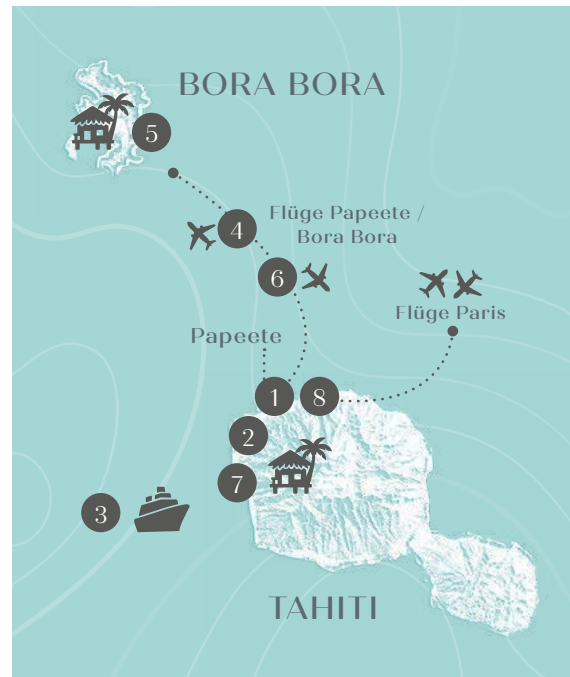 BORA BORA
5
4
Flüge Papeete /
Bora Bora
6
Flüge Paris
Papeete
1
8
2
7
3
TAHITI